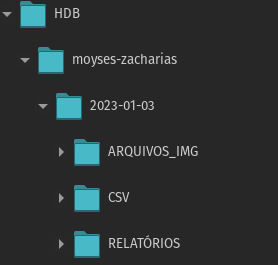 HDB
moyses-zacharias
2023-01-03
ARQUIVOS_IMG
CSV
RELATÓRIOS